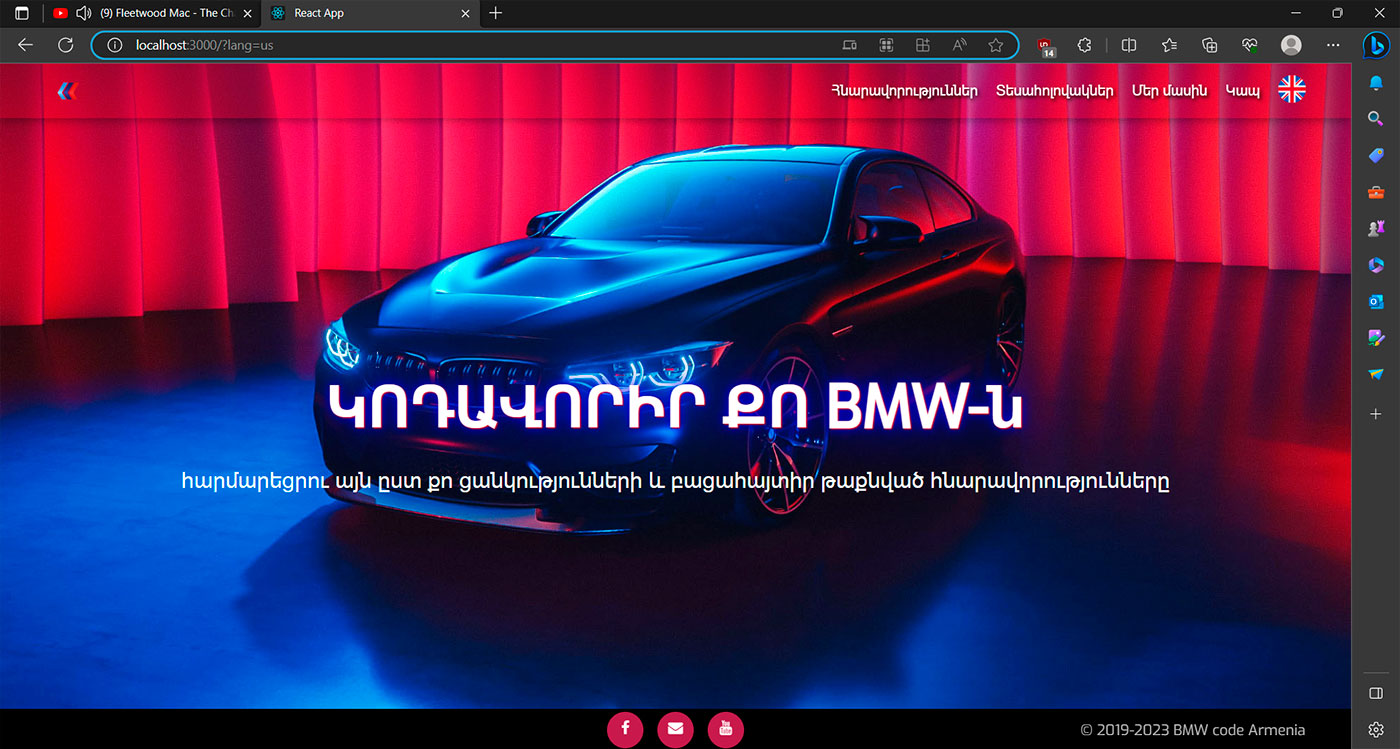 (9) Fleetwood Mac - The Ch
React App
localhost:3000/?lang=us
14
Հնարավորություններ Տեսահոլովակներ Մեր մասին Կապ
ԿՈԴԱՎՈՐԻՐ ՔՈ BMW-ն
հարմարեցրու այն ըստ քո ցանկությունների և բացահայտիր թաքնված հնարավորությունները
© 2019-2023 BMW code Armenia